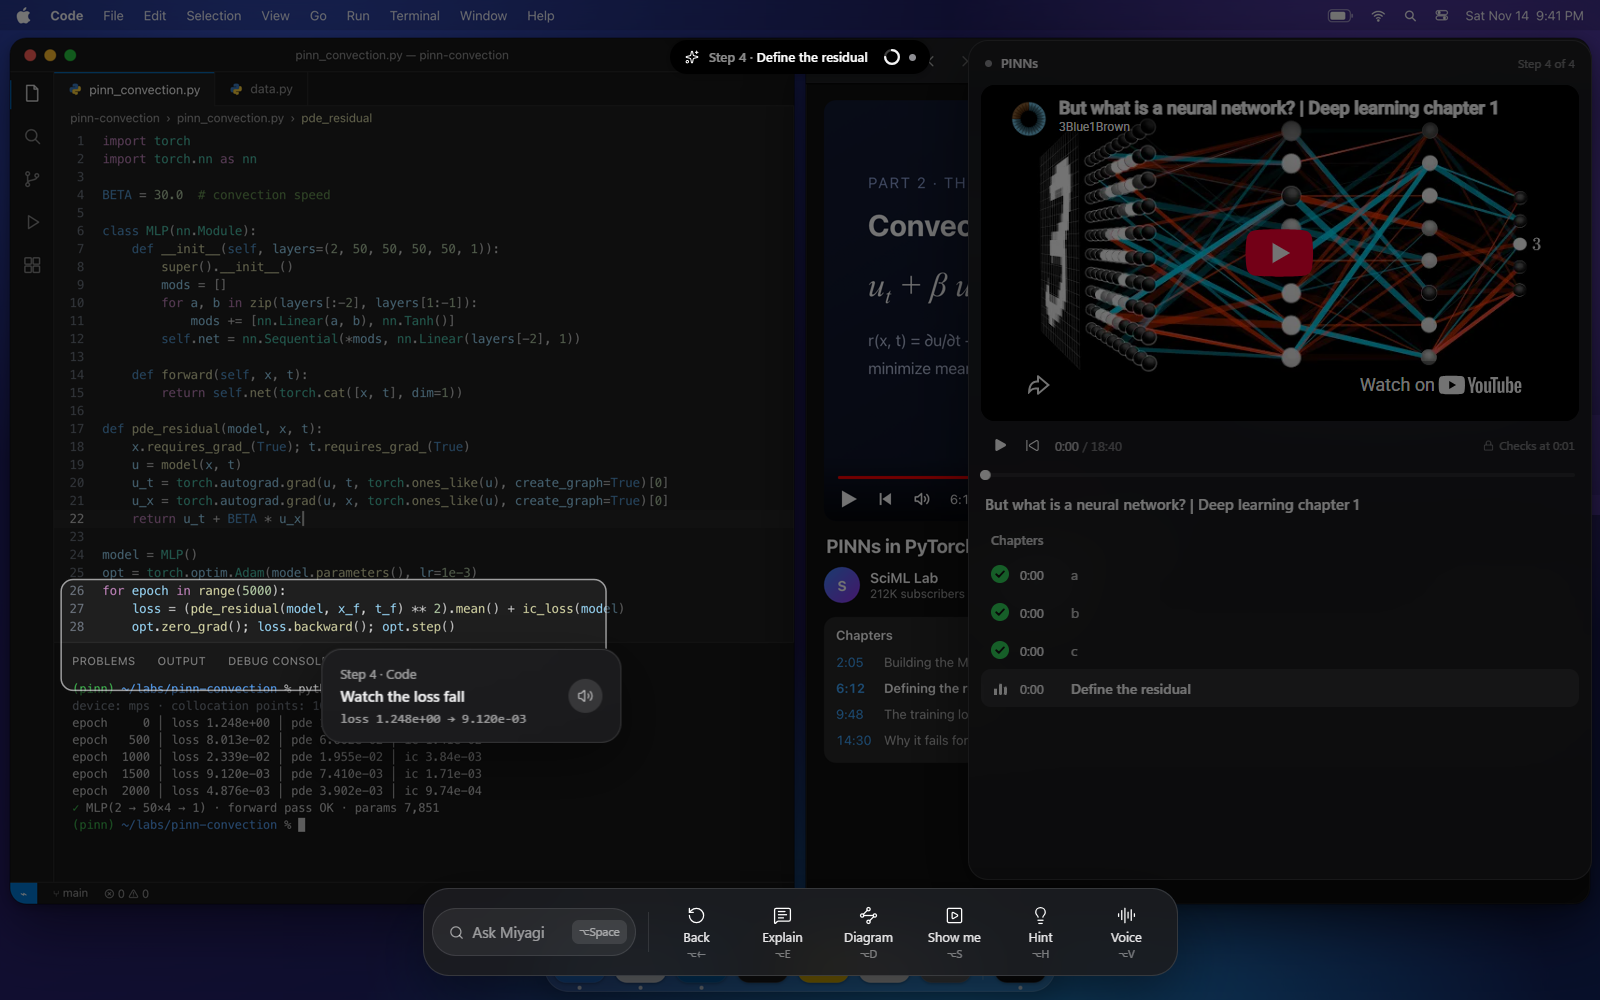 Code File Edit Selection View Go Run Terminal Window Help
Sat Nov 14 9:41 PM
pinn_convection.py — pinn-convection
Step 4 · Define the residual
pinn_convection.py
data.py
pinn-convection › pinn_convection.py › pde_residual
1 import torch
2 import torch.nn as nn
3
4 BETA = 30.0  # convection speed
5
6 class MLP(nn.Module):
7     def __init__(self, layers=(2, 50, 50, 50, 50, 1)):
8         super().__init__()
9         mods = []
10         for a, b in zip(layers[:-2], layers[1:-1]):
11             mods += [nn.Linear(a, b), nn.Tanh()]
12         self.net = nn.Sequential(*mods, nn.Linear(layers[-2], 1))
13
14     def forward(self, x, t):
15         return self.net(torch.cat([x, t], dim=1))
16
17 def pde_residual(model, x, t):
18     x.requires_grad_(True); t.requires_grad_(True)
19     u = model(x, t)
20     u_t = torch.autograd.grad(u, t, torch.ones_like(u), create_graph=True)[0]
21     u_x = torch.autograd.grad(u, x, torch.ones_like(u), create_graph=True)[0]
22     return u_t + BETA * u_x
23
24 model = MLP()
25 opt = torch.optim.Adam(model.parameters(), lr=1e-3)
26 for epoch in range(5000):
27     loss = (pde_residual(model, x_f, t_f) ** 2).mean() + ic_loss(model)
28     opt.zero_grad(); loss.backward(); opt.step()
PROBLEMS OUTPUT DEBUG CONSOL
(pinn) ~/labs/pinn-convection % pyt
device: mps · collocation points: 1
epoch     0 │ loss 1.248e+00 │ pde
epoch   500 │ loss 8.013e-02 │ pde
epoch  1000 │ loss 2.339e-02 │ pde 1.955e-02 │ ic 3.84e-03
epoch  1500 │ loss 9.120e-03 │ pde 7.410e-03 │ ic 1.71e-03
epoch  2000 │ loss 4.876e-03 │ pde 3.902e-03 │ ic 9.74e-04
✓ MLP(2 → 50×4 → 1) · forward pass OK · params 7,851
(pinn) ~/labs/pinn-convection %
main 0 0
Step 4 · Code
Watch the loss fall
loss 1.248e+00 → 9.120e-03
PART 2 · TH
Convec
u_t + β u
r(x, t) = ∂u/∂t
minimize mea
6:1
PINNs in PyTorc
S
SciML Lab
212K subscribers
Chapters
2:05 Building the M
6:12 Defining the r
9:48 The training lo
14:30 Why it fails for
PINNs
Step 4 of 4
But what is a neural network? | Deep learning chapter 1
3Blue1Brown
3
Watch on YouTube
0:00 / 18:40
Checks at 0:01
But what is a neural network? | Deep learning chapter 1
Chapters
0:00 a
0:00 b
0:00 c
0:00 Define the residual
Ask Miyagi ⌥Space
Back ⌥←
Explain ⌥E
Diagram ⌥D
Show me ⌥S
Hint ⌥H
Voice ⌥V